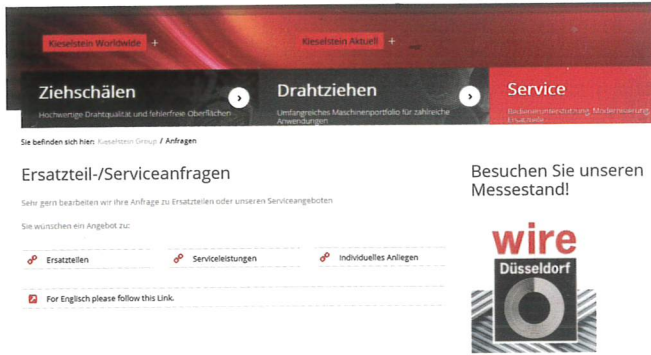 Kieselstein Worldwide +
Kieselstein Aktuell +
Ziehschälen
Hochwertige Drahtqualität und fehlerfreie Oberflächen
Drahtziehen
Umfangreiches Maschinenportfolio für zahlreiche
Anwendungen
Service
Bedienerunterstützung, Modernisierung,
Ersatzteile
Sie befinden sich hier: Kieselstein Group / Anfragen
Ersatzteil-/Serviceanfragen
Sehr gern bearbeiten wir ihre Anfrage zu Ersatzteilen oder unseren Serviceangeboten
Sie wünschen ein Angebot zu:
Ersatzteilen
Serviceleistungen
Individuelles Anliegen
For Englisch please follow this Link.
Besuchen Sie unseren
Messestand!
wire
Düsseldorf